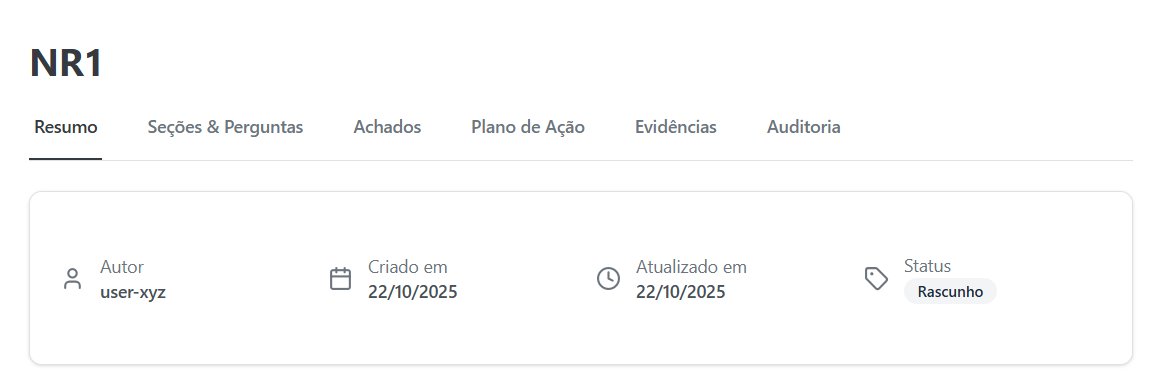 NR1
Resumo Seções & Perguntas Achados Plano de Ação Evidências Auditoria
Autor
user-xyz
Criado em
22/10/2025
Atualizado em
22/10/2025
Status
Rascunho